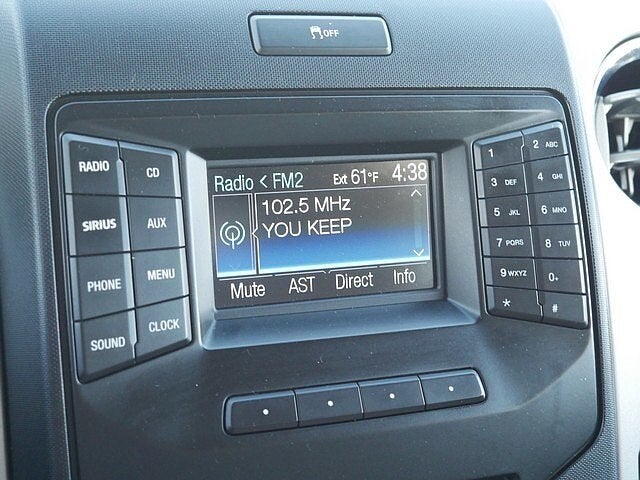 OFF
RADIO CD
SIRIUS AUX
PHONE MENU
SOUND CLOCK
Radio < FM2 Ext 61°F 4:38
102.5 MHz
YOU KEEP
Mute AST Direct Info
1 2 ABC
3 DEF 4 GHI
5 JKL 6 MNO
7 PQRS 8 TUV
9 WXYZ 0+
* #